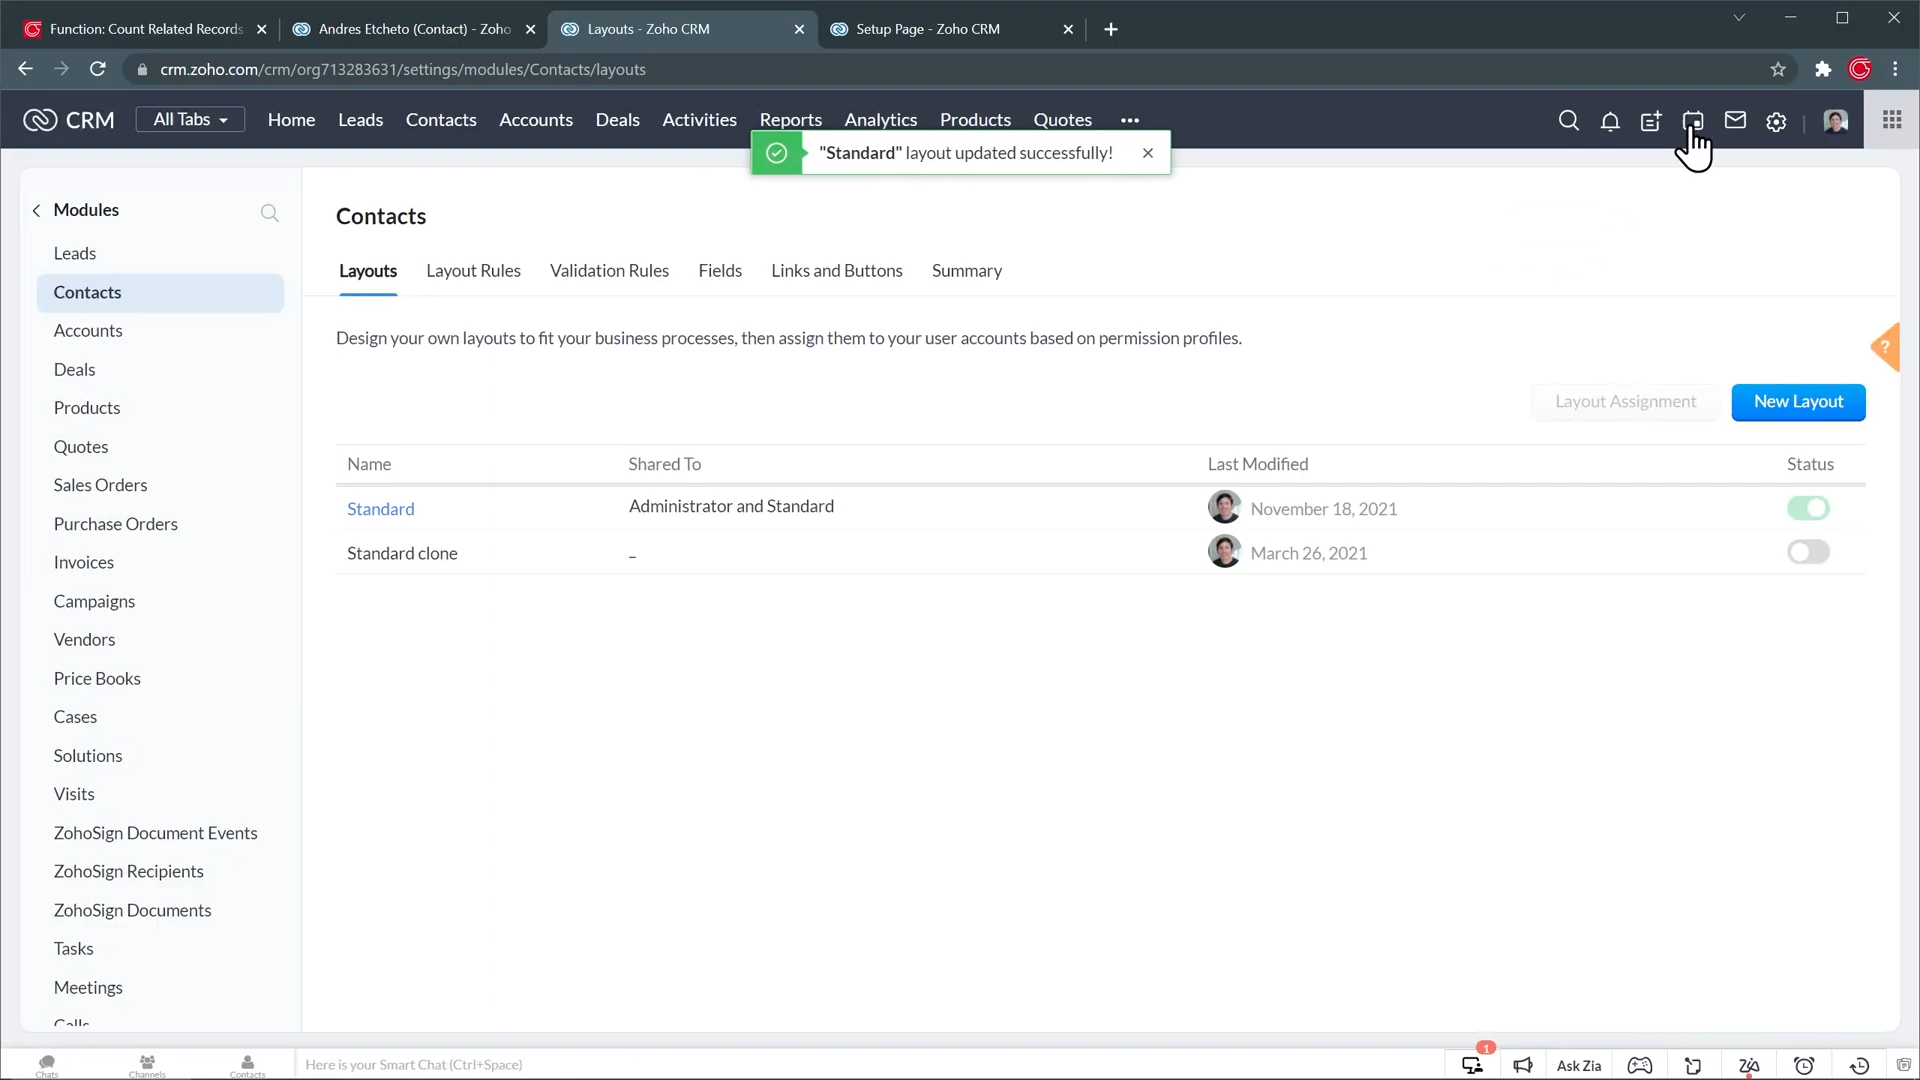 Function: Count Related Records
Andres Etcheto (Contact) - Zoho
Layouts - Zoho CRM
Setup Page - Zoho CRM
crm.zoho.com/crm/org713283631/settings/modules/Contacts/layouts
CRM
All Tabs
Home
Leads
Contacts
Accounts
Deals
Activities
Reports
Analytics
Products
Quotes
"Standard" layout updated successfully!
Modules
Leads
Contacts
Accounts
Deals
Products
Quotes
Sales Orders
Purchase Orders
Invoices
Campaigns
Vendors
Price Books
Cases
Solutions
Visits
ZohoSign Document Events
ZohoSign Recipients
ZohoSign Documents
Tasks
Meetings
Calls
Contacts
Layouts
Layout Rules
Validation Rules
Fields
Links and Buttons
Summary
Design your own layouts to fit your business processes, then assign them to your user accounts based on permission profiles.
?
Layout Assignment
New Layout
Name Shared To Last Modified Status
Standard Administrator and Standard November 18, 2021
Standard clone – March 26, 2021
Chats
Channels
Contacts
Here is your Smart Chat (Ctrl+Space)
1
Ask Zia